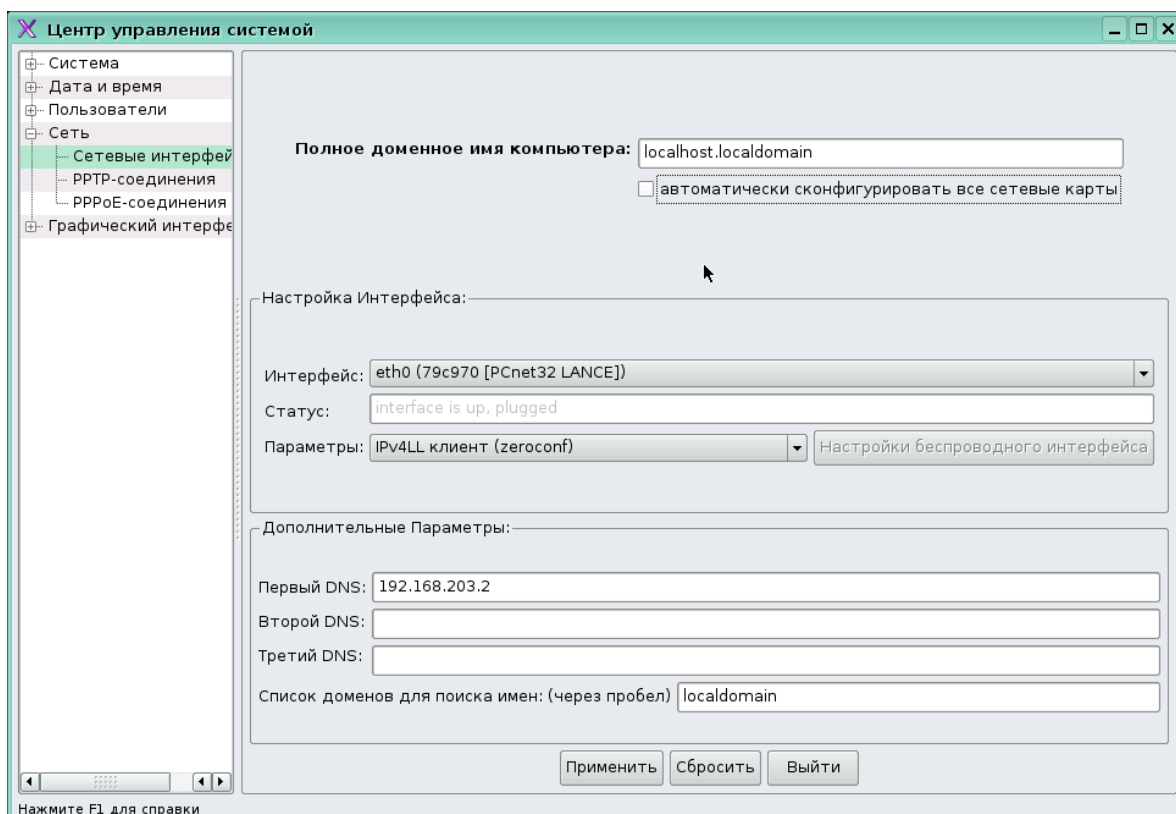 Центр управления системой
Система
Дата и время
Пользователи
Сеть
Сетевые интерфей
PPTP-соединения
PPPoE-соединения
Графический интерфе
Полное доменное имя компьютера: localhost.localdomain
автоматически сконфигурировать все сетевые карты
Настройка Интерфейса:
Интерфейс: eth0 (79c970 [PCnet32 LANCE])
Статус: interface is up, plugged
Параметры: IPv4LL клиент (zeroconf) Настройки беспроводного интерфейса
Дополнительные Параметры:
Первый DNS: 192.168.203.2
Второй DNS:
Третий DNS:
Список доменов для поиска имен: (через пробел) localdomain
Применить Сбросить Выйти
Нажмите F1 для справки